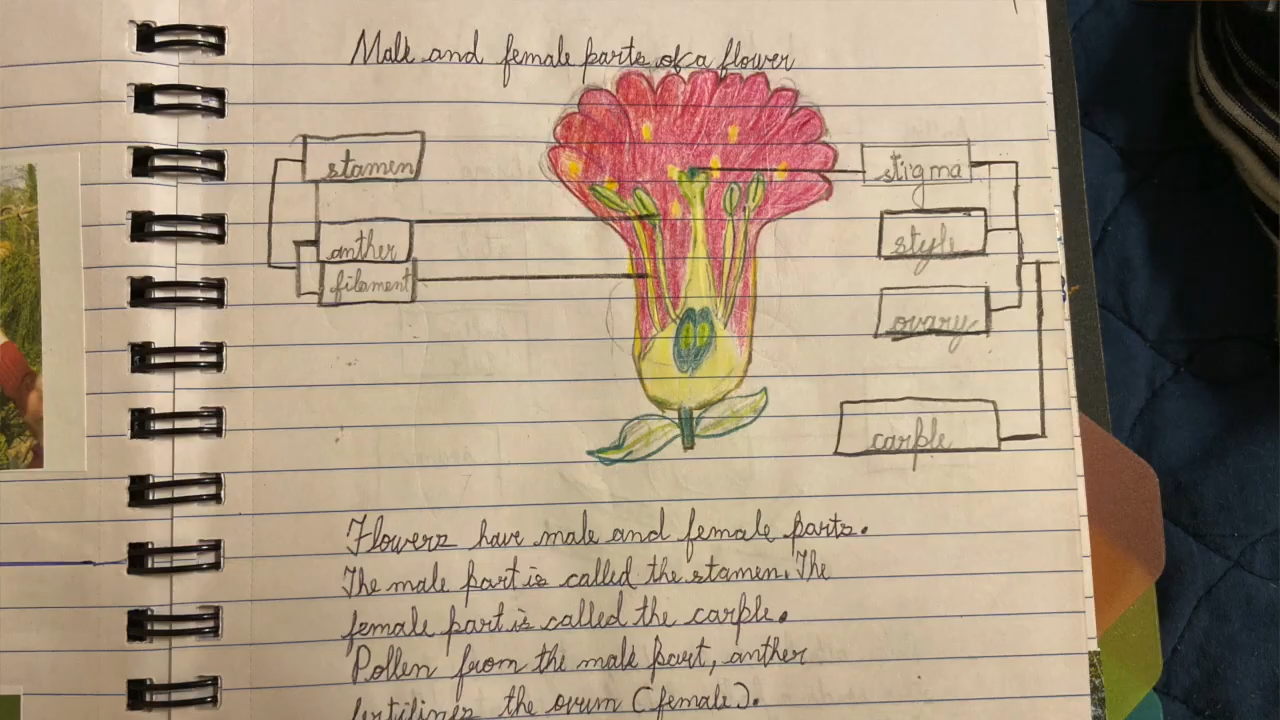 Male and female parts of a flower
stamen
anther
filament
stigma
style
ovary
carple
Flowers have male and female parts.
The male part is called the stamen. The
female part is called the carple.
Pollen from the male part, anther
fertilizes the ovum (female).